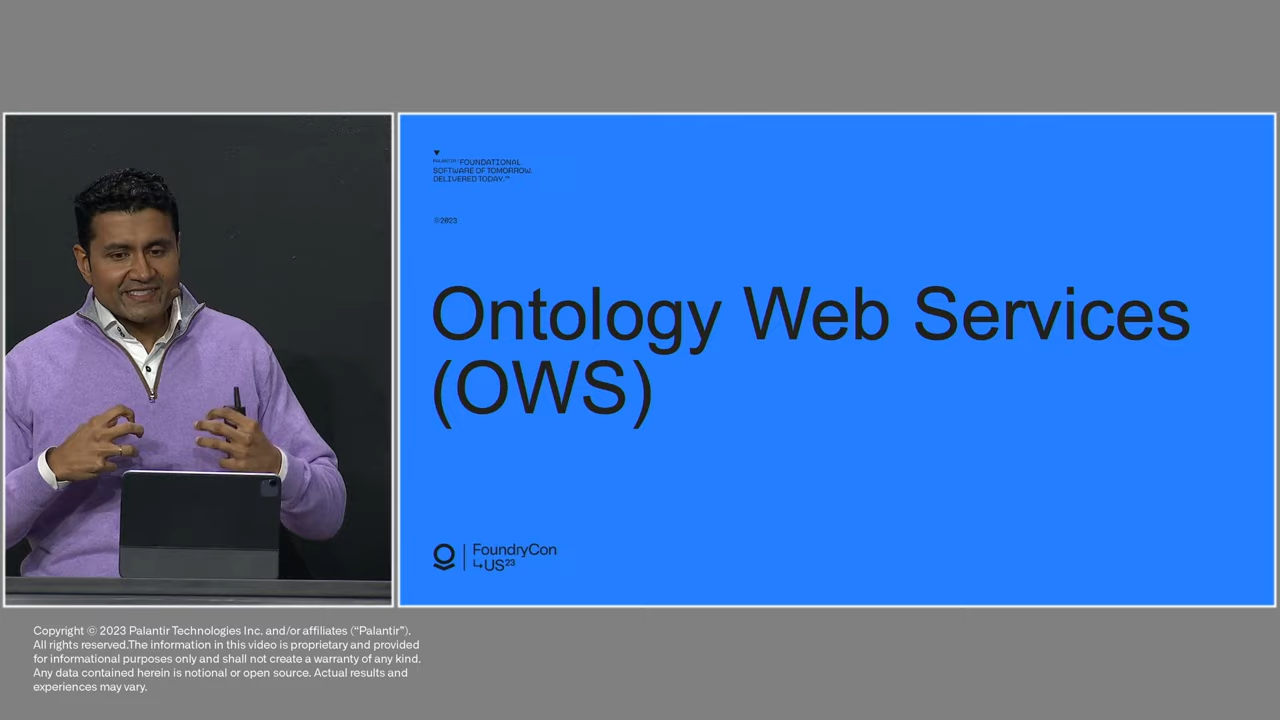 PALANTIR/FOUNDATIONAL
SOFTWARE OF TOMORROW.
DELIVERED TODAY.™
©2023
Ontology Web Services
(OWS)
FoundryCon
↳US23
Copyright © 2023 Palantir Technologies Inc. and/or affiliates (“Palantir”).
All rights reserved.The information in this video is proprietary and provided
for informational purposes only and shall not create a warranty of any kind.
Any data contained herein is notional or open source. Actual results and
experiences may vary.